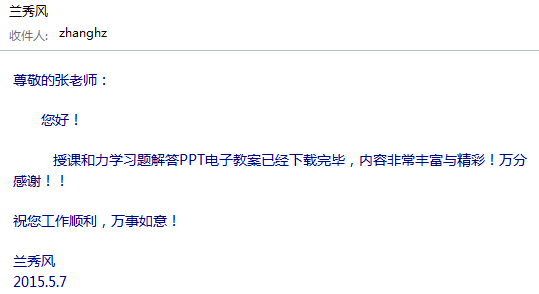 兰秀风
收件人: zhanghz
尊敬的张老师：
您好！
授课和力学习题解答PPT电子教案已经下载完毕，内容非常丰富与精彩！万分
感谢！！
祝您工作顺利，万事如意！
兰秀风
2015.5.7